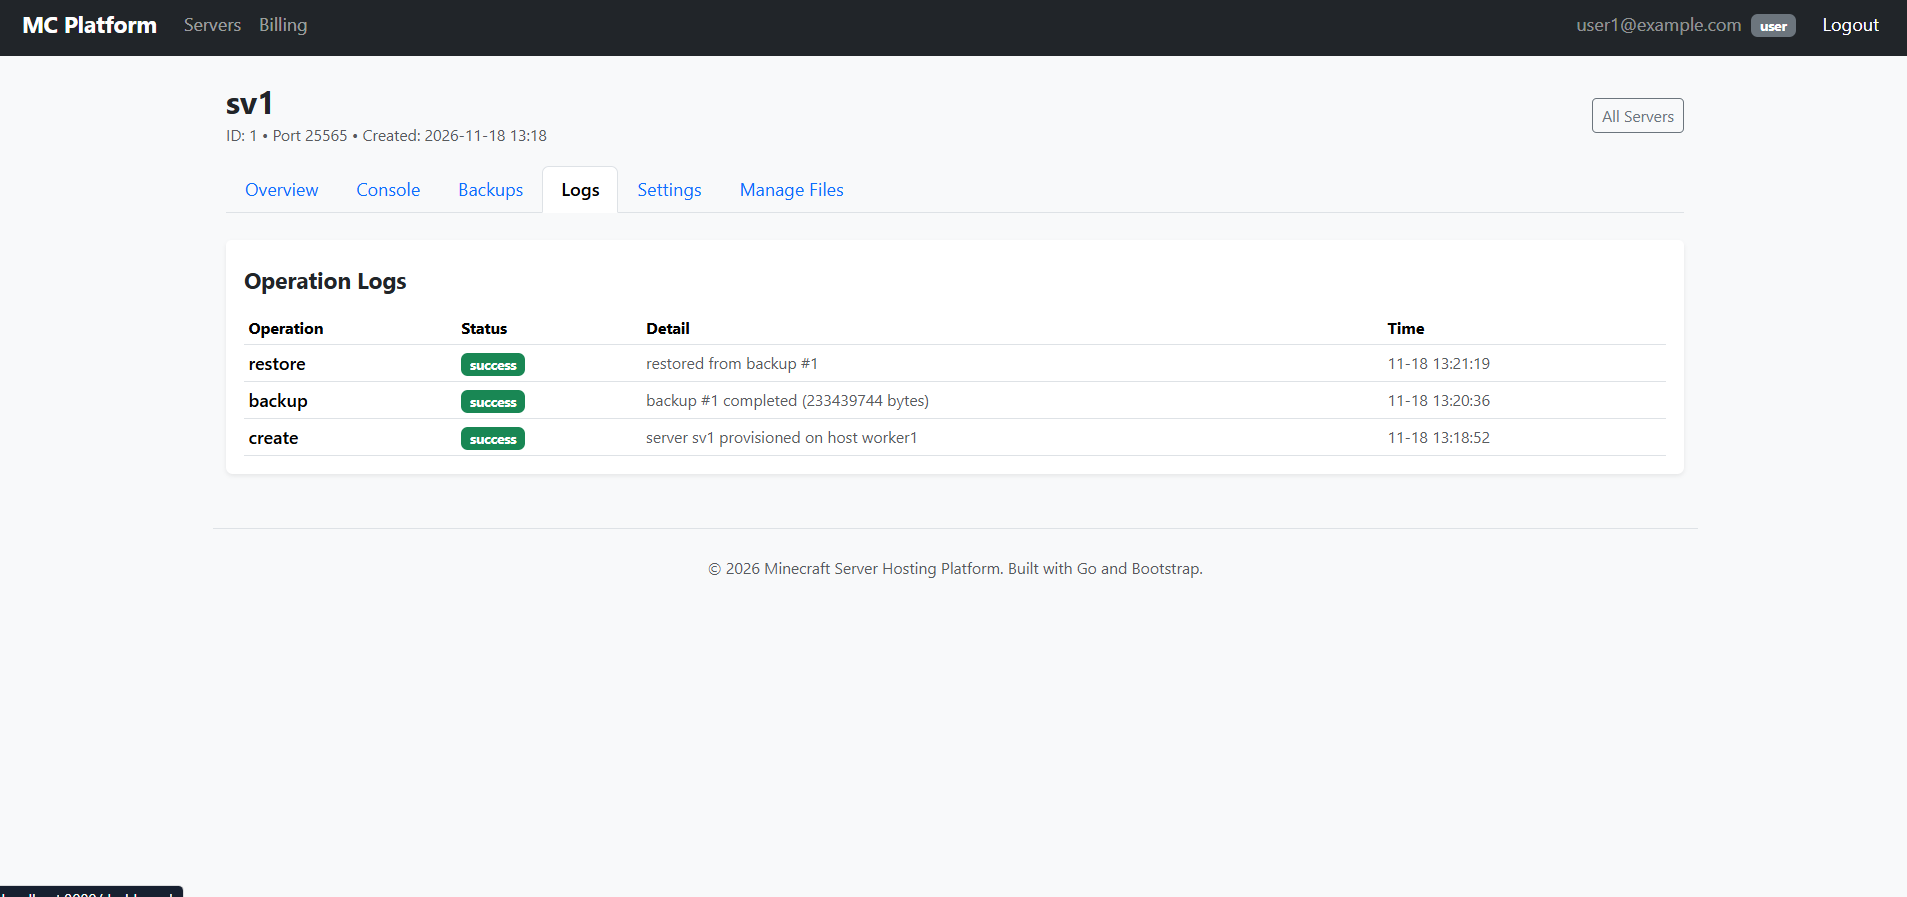 MC Platform Servers Billing user1@example.com user Logout
sv1
All Servers
ID: 1 • Port 25565 • Created: 2026-11-18 13:18
Overview Console Backups Logs Settings Manage Files
Operation Logs
Operation Status Detail Time
restore success restored from backup #1 11-18 13:21:19
backup success backup #1 completed (233439744 bytes) 11-18 13:20:36
create success server sv1 provisioned on host worker1 11-18 13:18:52
© 2026 Minecraft Server Hosting Platform. Built with Go and Bootstrap.